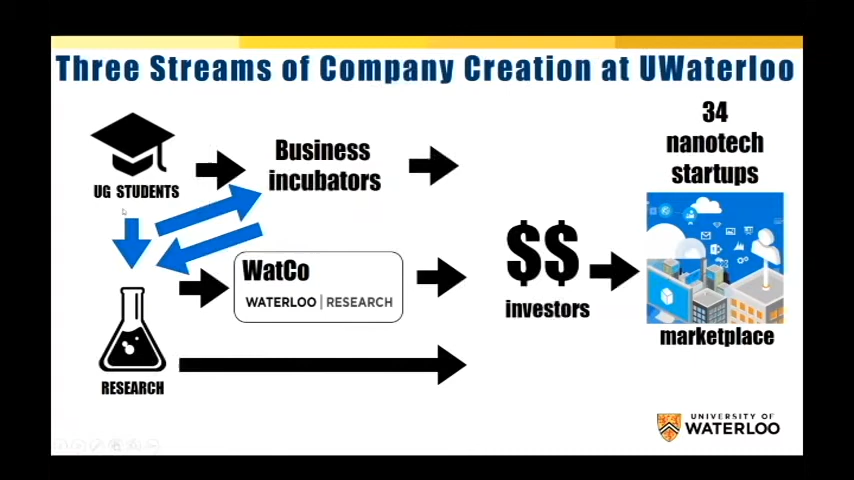 Three Streams of Company Creation at UWaterloo
34
nanotech
startups
UG STUDENTS
Business
incubators
WatCo
WATERLOO | RESEARCH
$$
investors
marketplace
RESEARCH
UNIVERSITY OF
WATERLOO